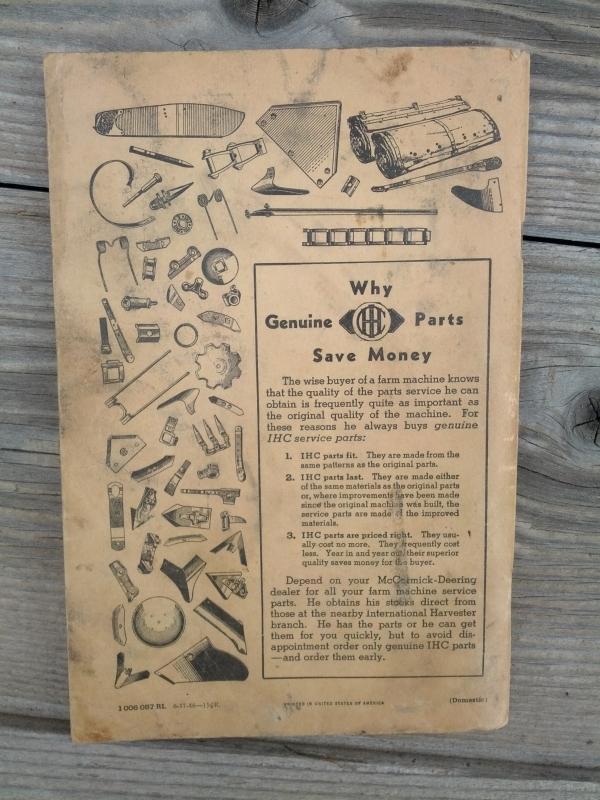 Why
Genuine IHC Parts
Save Money
The wise buyer of a farm machine knows
that the quality of the parts service he can
obtain is frequently quite as important as
the original quality of the machine. For
these reasons he always buys genuine
IHC service parts:
1. IHC parts fit. They are made from the
same patterns as the original parts.
2. IHC parts last. They are made either
of the same materials as the original parts
or, where improvements have been made
since the original machine was built, the
service parts are made of the improved
materials.
3. IHC parts are priced right. They usu-
ally cost no more. They frequently cost
less. Year in and year out their superior
quality saves money for the buyer.
Depend on your McCormick-Deering
dealer for all your farm machine service
parts. He obtains his stocks direct from
those at the nearby International Harvester
branch. He has the parts or he can get
them for you quickly, but to avoid dis-
appointment order only genuine IHC parts
—and order them early.
1 006 087 R1. PRINTED IN UNITED STATES OF AMERICA (Domestic)